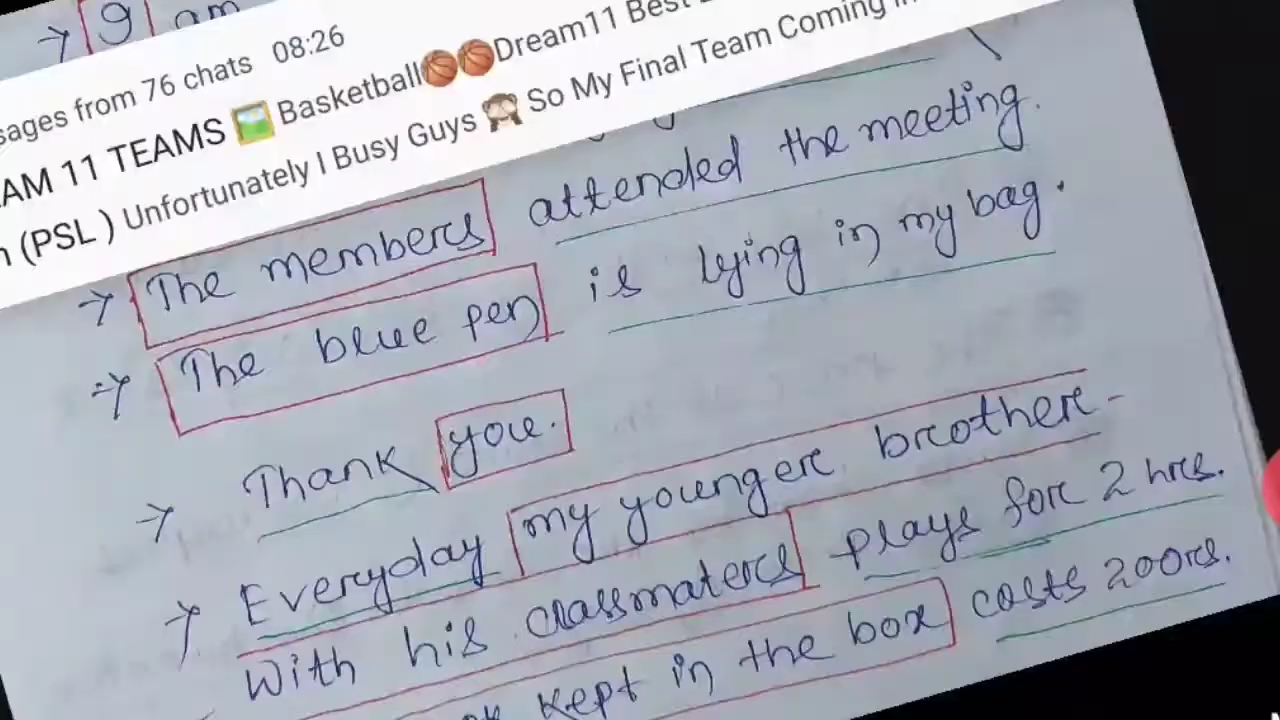 → 9 am
sages from 76 chats 08:26
AM 11 TEAMS 🖼️ Basketball🏀🏀Dream11 Best
n (PSL ) Unfortunately I Busy Guys 🙈 So My Final Team Coming in
→ The members attended the meeting.
→ The blue pen is lying in my bag.
→ Thank you.
→ Everyday my younger brother
With his classmaters plays for 2 hrs.
kept in the box costs 200rs.